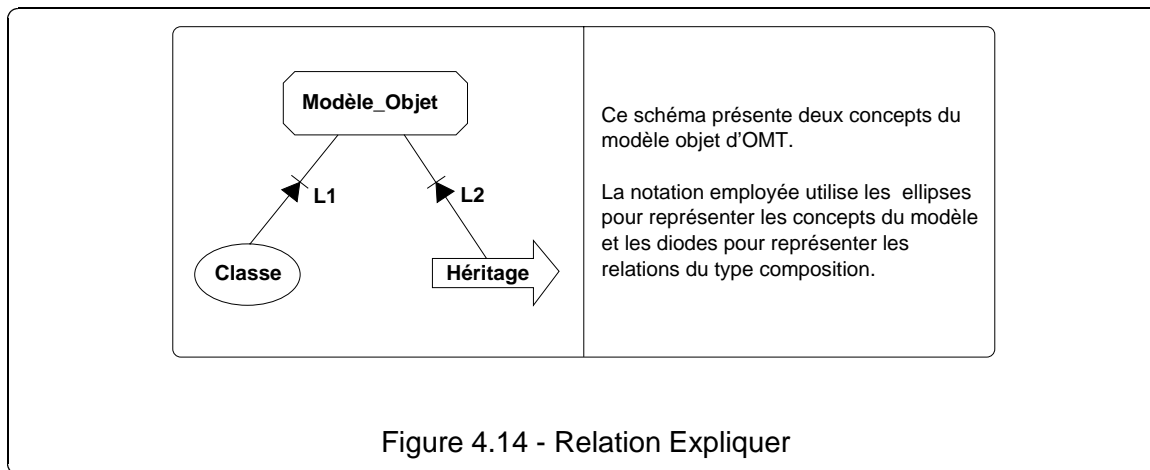 Modèle_Objet
L1
L2
Classe
Héritage
Ce schéma présente deux concepts du
modèle objet d'OMT.
La notation employée utilise les ellipses
pour représenter les concepts du modèle
et les diodes pour représenter les
relations du type composition.
Figure 4.14 - Relation Expliquer